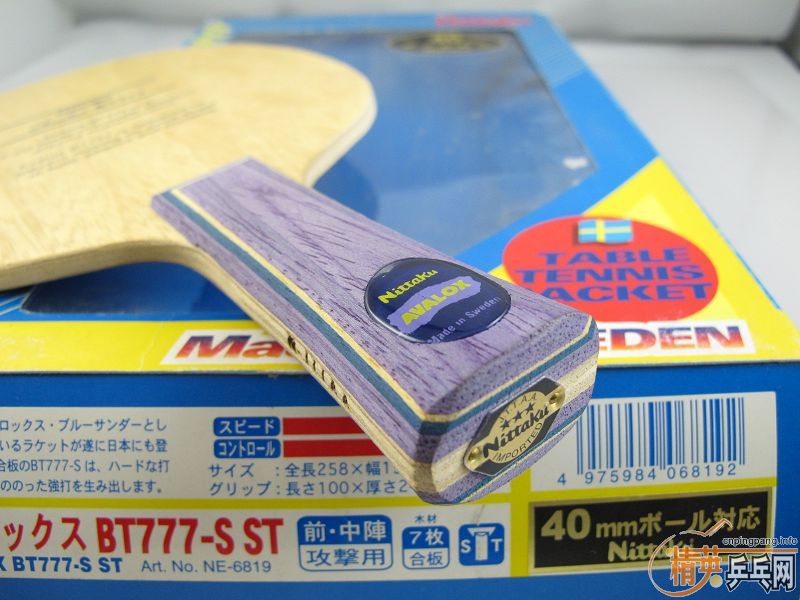 Nittaku
AVALOX
Made in Sweden
★★★
Nittaku
IMPORTED
TABLE
TENNIS
ACKET
Ma
EDEN
ロックス・ブルーサンダーとし
いるラケットが遂に日本にも登
合板のBT777-Sは、ハードな打
ののった強打を生み出します。
スピード
コントロール
サイズ : 全長258×幅1
グリップ : 長さ100×厚さ2
4 975984 068192
ックス BT777-S ST
X BT777-S ST
Art. No. NE-6819
前・中陣
攻撃用
木材
7枚
合板
S T
40mmボール対応
Nittaku
cnpingpang.info
精英乒乓网